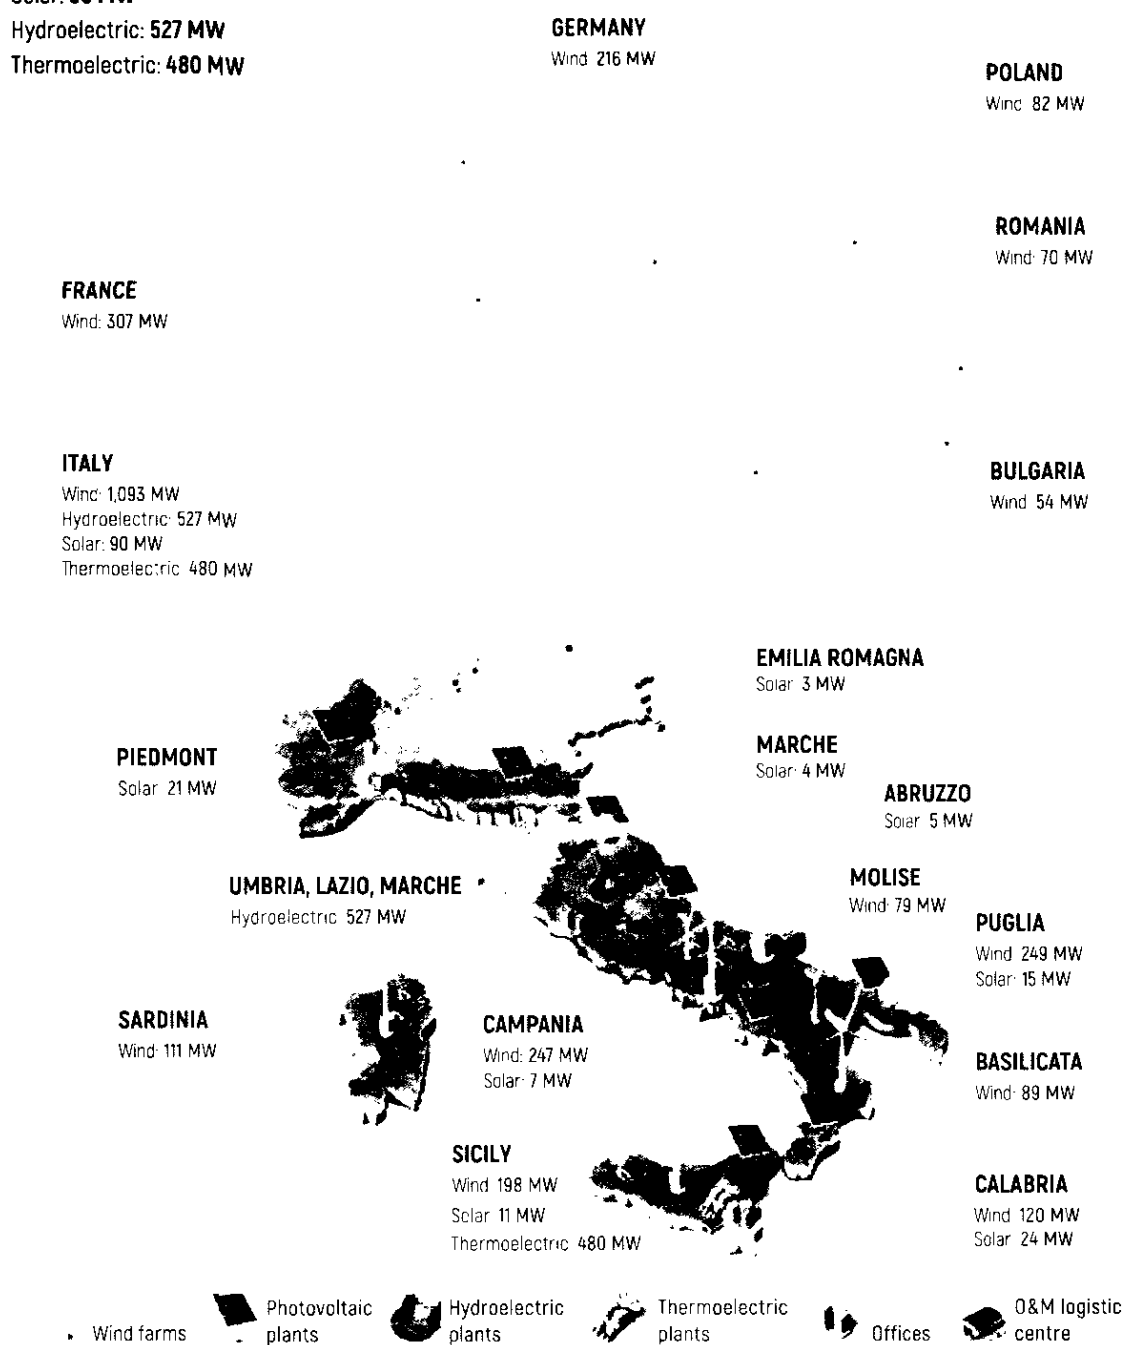 Hydroelectric: 527 MW
Thermoelectric: 480 MW
GERMANY
Wind 216 MW
POLAND
Wind 82 MW
ROMANIA
Wind: 70 MW
FRANCE
Wind: 307 MW
ITALY
Wind: 1,093 MW
Hydroelectric: 527 MW
Solar: 90 MW
Thermoelectric 480 MW
BULGARIA
Wind 54 MW
EMILIA ROMAGNA
Solar 3 MW
MARCHE
Solar: 4 MW
PIEDMONT
Solar 21 MW
ABRUZZO
Solar 5 MW
UMBRIA, LAZIO, MARCHE
Hydroelectric 527 MW
MOLISE
Wind: 79 MW
PUGLIA
Wind 249 MW
Solar: 15 MW
SARDINIA
Wind: 111 MW
CAMPANIA
Wind: 247 MW
Solar: 7 MW
BASILICATA
Wind: 89 MW
SICILY
Wind 198 MW
Solar 11 MW
Thermoelectric 480 MW
CALABRIA
Wind 120 MW
Solar 24 MW
Wind farms
Photovoltaic
plants
Hydroelectric
plants
Thermoelectric
plants
Offices
O&M logistic
centre